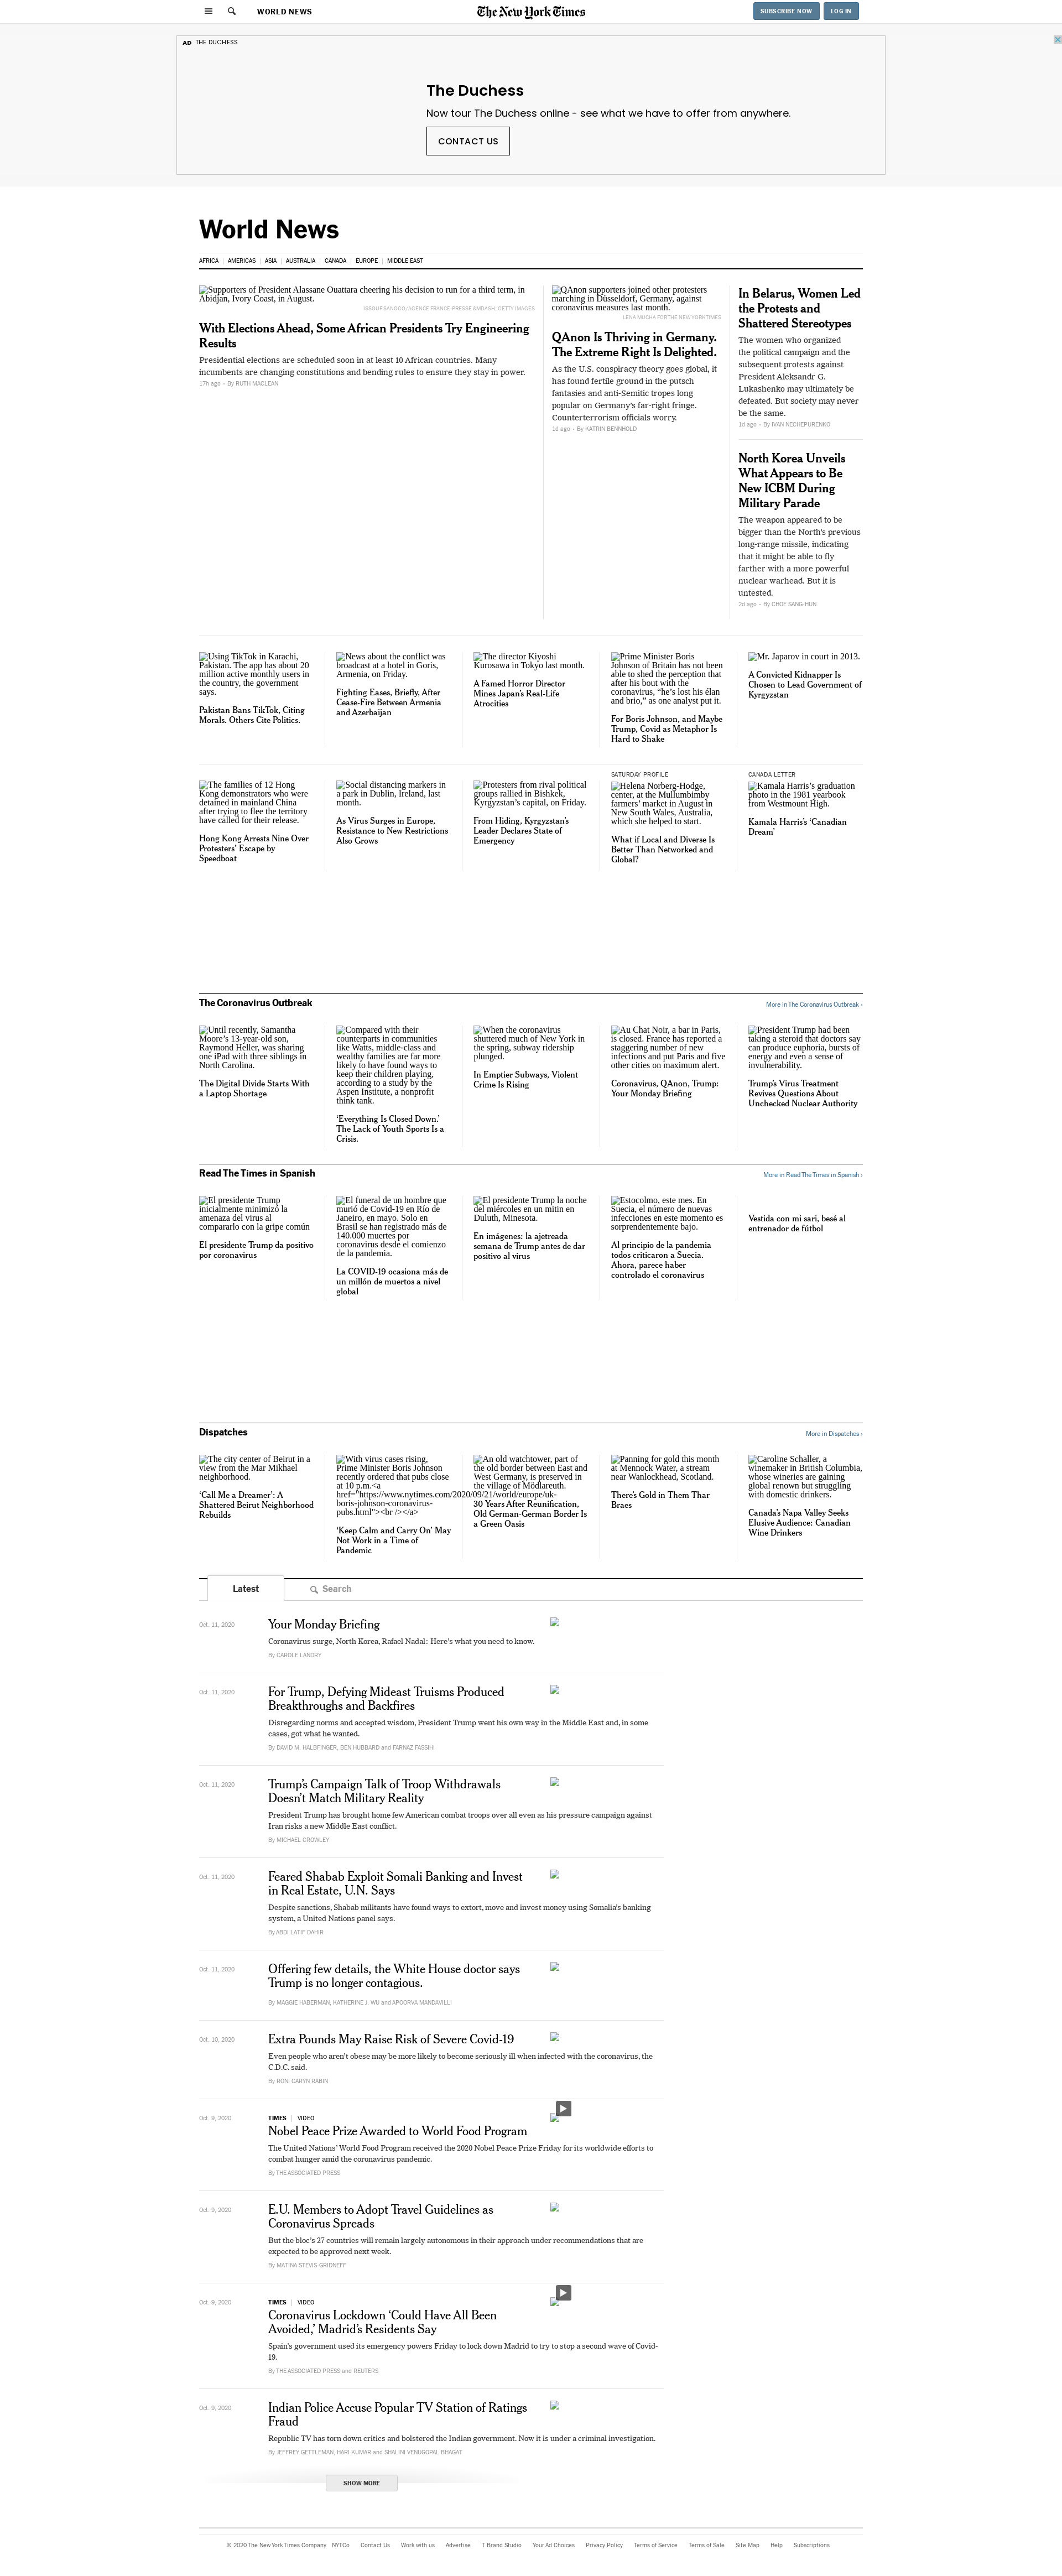 WORLD NEWS
The New York Times
SUBSCRIBE NOW
LOG IN
AD THE DUCHESS
The Duchess
Now tour The Duchess online - see what we have to offer from anywhere.
CONTACT US
World News
AFRICA
AMERICAS
ASIA
AUSTRALIA
CANADA
EUROPE
MIDDLE EAST
Supporters of President Alassane Ouattara cheering his decision to run for a third term, in
Abidjan, Ivory Coast, in August.
ISSOUF SANOGO/AGENCE FRANCE-PRESSE &MDASH; GETTY IMAGES
With Elections Ahead, Some African Presidents Try Engineering
Results
Presidential elections are scheduled soon in at least 10 African countries. Many
incumbents are changing constitutions and bending rules to ensure they stay in power.
17h ago - By RUTH MACLEAN
QAnon supporters joined other protesters
marching in Düsseldorf, Germany, against
coronavirus measures last month.
LENA MUCHA FOR THE NEW YORK TIMES
QAnon Is Thriving in Germany.
The Extreme Right Is Delighted.
As the U.S. conspiracy theory goes global, it
has found fertile ground in the putsch
fantasies and anti-Semitic tropes long
popular on Germany's far-right fringe.
Counterterrorism officials worry.
1d ago - By KATRIN BENNHOLD
In Belarus, Women Led
the Protests and
Shattered Stereotypes
The women who organized
the political campaign and the
subsequent protests against
President Aleksandr G.
Lukashenko may ultimately be
defeated. But society may never
be the same.
1d ago - By IVAN NECHEPURENKO
North Korea Unveils
What Appears to Be
New ICBM During
Military Parade
The weapon appeared to be
bigger than the North's previous
long-range missile, indicating
that it might be able to fly
farther with a more powerful
nuclear warhead. But it is
untested.
2d ago - By CHOE SANG-HUN
Using TikTok in Karachi,
Pakistan. The app has about 20
million active monthly users in
the country, the government
says.
Pakistan Bans TikTok, Citing
Morals. Others Cite Politics.
News about the conflict was
broadcast at a hotel in Goris,
Armenia, on Friday.
Fighting Eases, Briefly, After
Cease-Fire Between Armenia
and Azerbaijan
The director Kiyoshi
Kurosawa in Tokyo last month.
A Famed Horror Director
Mines Japan's Real-Life
Atrocities
Prime Minister Boris
Johnson of Britain has not been
able to shed the perception that
after his bout with the
coronavirus, “he’s lost his élan
and brio,” as one analyst put it.
For Boris Johnson, and Maybe
Trump, Covid as Metaphor Is
Hard to Shake
Mr. Japarov in court in 2013.
A Convicted Kidnapper Is
Chosen to Lead Government of
Kyrgyzstan
The families of 12 Hong
Kong demonstrators who were
detained in mainland China
after trying to flee the territory
have called for their release.
Hong Kong Arrests Nine Over
Protesters’ Escape by
Speedboat
Social distancing markers in
a park in Dublin, Ireland, last
month.
As Virus Surges in Europe,
Resistance to New Restrictions
Also Grows
Protesters from rival political
groups rallied in Bishkek,
Kyrgyzstan’s capital, on Friday.
From Hiding, Kyrgyzstan’s
Leader Declares State of
Emergency
SATURDAY PROFILE
Helena Norberg-Hodge,
center, at the Mullumbimby
farmers’ market in August in
New South Wales, Australia,
which she helped to start.
What if Local and Diverse Is
Better Than Networked and
Global?
CANADA LETTER
Kamala Harris’s graduation
photo in the 1981 yearbook
from Westmount High.
Kamala Harris’s ‘Canadian
Dream’
The Coronavirus Outbreak
More in The Coronavirus Outbreak ›
Until recently, Samantha
Moore’s 13-year-old son,
Raymond Heller, was sharing
one iPad with three siblings in
North Carolina.
The Digital Divide Starts With
a Laptop Shortage
Compared with their
counterparts in communities
like Watts, middle-class and
wealthy families are far more
likely to have found ways to
keep their children playing,
according to a study by the
Aspen Institute, a nonprofit
think tank.
‘Everything Is Closed Down.’
The Lack of Youth Sports Is a
Crisis.
When the coronavirus
shuttered much of New York in
the spring, subway ridership
plunged.
In Emptier Subways, Violent
Crime Is Rising
Au Chat Noir, a bar in Paris,
is closed. France has reported a
staggering number of new
infections and put Paris and five
other cities on maximum alert.
Coronavirus, QAnon, Trump:
Your Monday Briefing
President Trump had been
taking a steroid that doctors say
can produce euphoria, bursts of
energy and even a sense of
invulnerability.
Trump’s Virus Treatment
Revives Questions About
Unchecked Nuclear Authority
Read The Times in Spanish
More in Read The Times in Spanish ›
El presidente Trump
inicialmente minimizó la
amenaza del virus al
compararlo con la gripe común
El presidente Trump da positivo
por coronavirus
El funeral de un hombre que
murió de Covid-19 en Río de
Janeiro, en mayo. Solo en
Brasil se han registrado más de
140.000 muertes por
coronavirus desde el comienzo
de la pandemia.
La COVID-19 ocasiona más de
un millón de muertos a nivel
global
El presidente Trump la noche
del miércoles en un mitin en
Duluth, Minesota.
En imágenes: la ajetreada
semana de Trump antes de dar
positivo al virus
Estocolmo, este mes. En
Suecia, el número de nuevas
infecciones en este momento es
sorprendentemente bajo.
Al principio de la pandemia
todos criticaron a Suecia.
Ahora, parece haber
controlado el coronavirus
Vestida con mi sari, besé al
entrenador de fútbol
Dispatches
More in Dispatches ›
The city center of Beirut in a
view from the Mar Mikhael
neighborhood.
‘Call Me a Dreamer’: A
Shattered Beirut Neighborhood
Rebuilds
With virus cases rising,
Prime Minister Boris Johnson
recently ordered that pubs close
at 10 p.m.<a
href="https://www.nytimes.com/2020/09/21/world/europe/uk-
boris-johnson-coronavirus-
pubs.html"><br /></a>
‘Keep Calm and Carry On’ May
Not Work in a Time of
Pandemic
An old watchtower, part of
the old border between East and
West Germany, is preserved in
the village of Mödlareuth.
30 Years After Reunification,
Old German-German Border Is
a Green Oasis
Panning for gold this month
at Mennock Water, a stream
near Wanlockhead, Scotland.
There’s Gold in Them Thar
Braes
Caroline Schaller, a
winemaker in British Columbia,
whose wineries are gaining
global renown but struggling
with domestic drinkers.
Canada’s Napa Valley Seeks
Elusive Audience: Canadian
Wine Drinkers
Latest
Search
Oct. 11, 2020
Your Monday Briefing
Coronavirus surge, North Korea, Rafael Nadal: Here’s what you need to know.
By CAROLE LANDRY
Oct. 11, 2020
For Trump, Defying Mideast Truisms Produced
Breakthroughs and Backfires
Disregarding norms and accepted wisdom, President Trump went his own way in the Middle East and, in some
cases, got what he wanted.
By DAVID M. HALBFINGER, BEN HUBBARD and FARNAZ FASSIHI
Oct. 11, 2020
Trump’s Campaign Talk of Troop Withdrawals
Doesn’t Match Military Reality
President Trump has brought home few American combat troops over all even as his pressure campaign against
Iran risks a new Middle East conflict.
By MICHAEL CROWLEY
Oct. 11, 2020
Feared Shabab Exploit Somali Banking and Invest
in Real Estate, U.N. Says
Despite sanctions, Shabab militants have found ways to extort, move and invest money using Somalia’s banking
system, a United Nations panel says.
By ABDI LATIF DAHIR
Oct. 11, 2020
Offering few details, the White House doctor says
Trump is no longer contagious.
By MAGGIE HABERMAN, KATHERINE J. WU and APOORVA MANDAVILLI
Oct. 10, 2020
Extra Pounds May Raise Risk of Severe Covid-19
Even people who aren’t obese may be more likely to become seriously ill when infected with the coronavirus, the
C.D.C. said.
By RONI CARYN RABIN
Oct. 9, 2020
TIMES VIDEO
Nobel Peace Prize Awarded to World Food Program
The United Nations’ World Food Program received the 2020 Nobel Peace Prize Friday for its worldwide efforts to
combat hunger amid the coronavirus pandemic.
By THE ASSOCIATED PRESS
Oct. 9, 2020
E.U. Members to Adopt Travel Guidelines as
Coronavirus Spreads
But the bloc’s 27 countries will remain largely autonomous in their approach under recommendations that are
expected to be approved next week.
By MATINA STEVIS-GRIDNEFF
Oct. 9, 2020
TIMES VIDEO
Coronavirus Lockdown ‘Could Have All Been
Avoided,’ Madrid’s Residents Say
Spain’s government used its emergency powers Friday to lock down Madrid to try to stop a second wave of Covid-
19.
By THE ASSOCIATED PRESS and REUTERS
Oct. 9, 2020
Indian Police Accuse Popular TV Station of Ratings
Fraud
Republic TV has torn down critics and bolstered the Indian government. Now it is under a criminal investigation.
By JEFFREY GETTLEMAN, HARI KUMAR and SHALINI VENUGOPAL BHAGAT
SHOW MORE
© 2020 The New York Times Company
NYTCo
Contact Us
Work with us
Advertise
T Brand Studio
Your Ad Choices
Privacy Policy
Terms of Service
Terms of Sale
Site Map
Help
Subscriptions